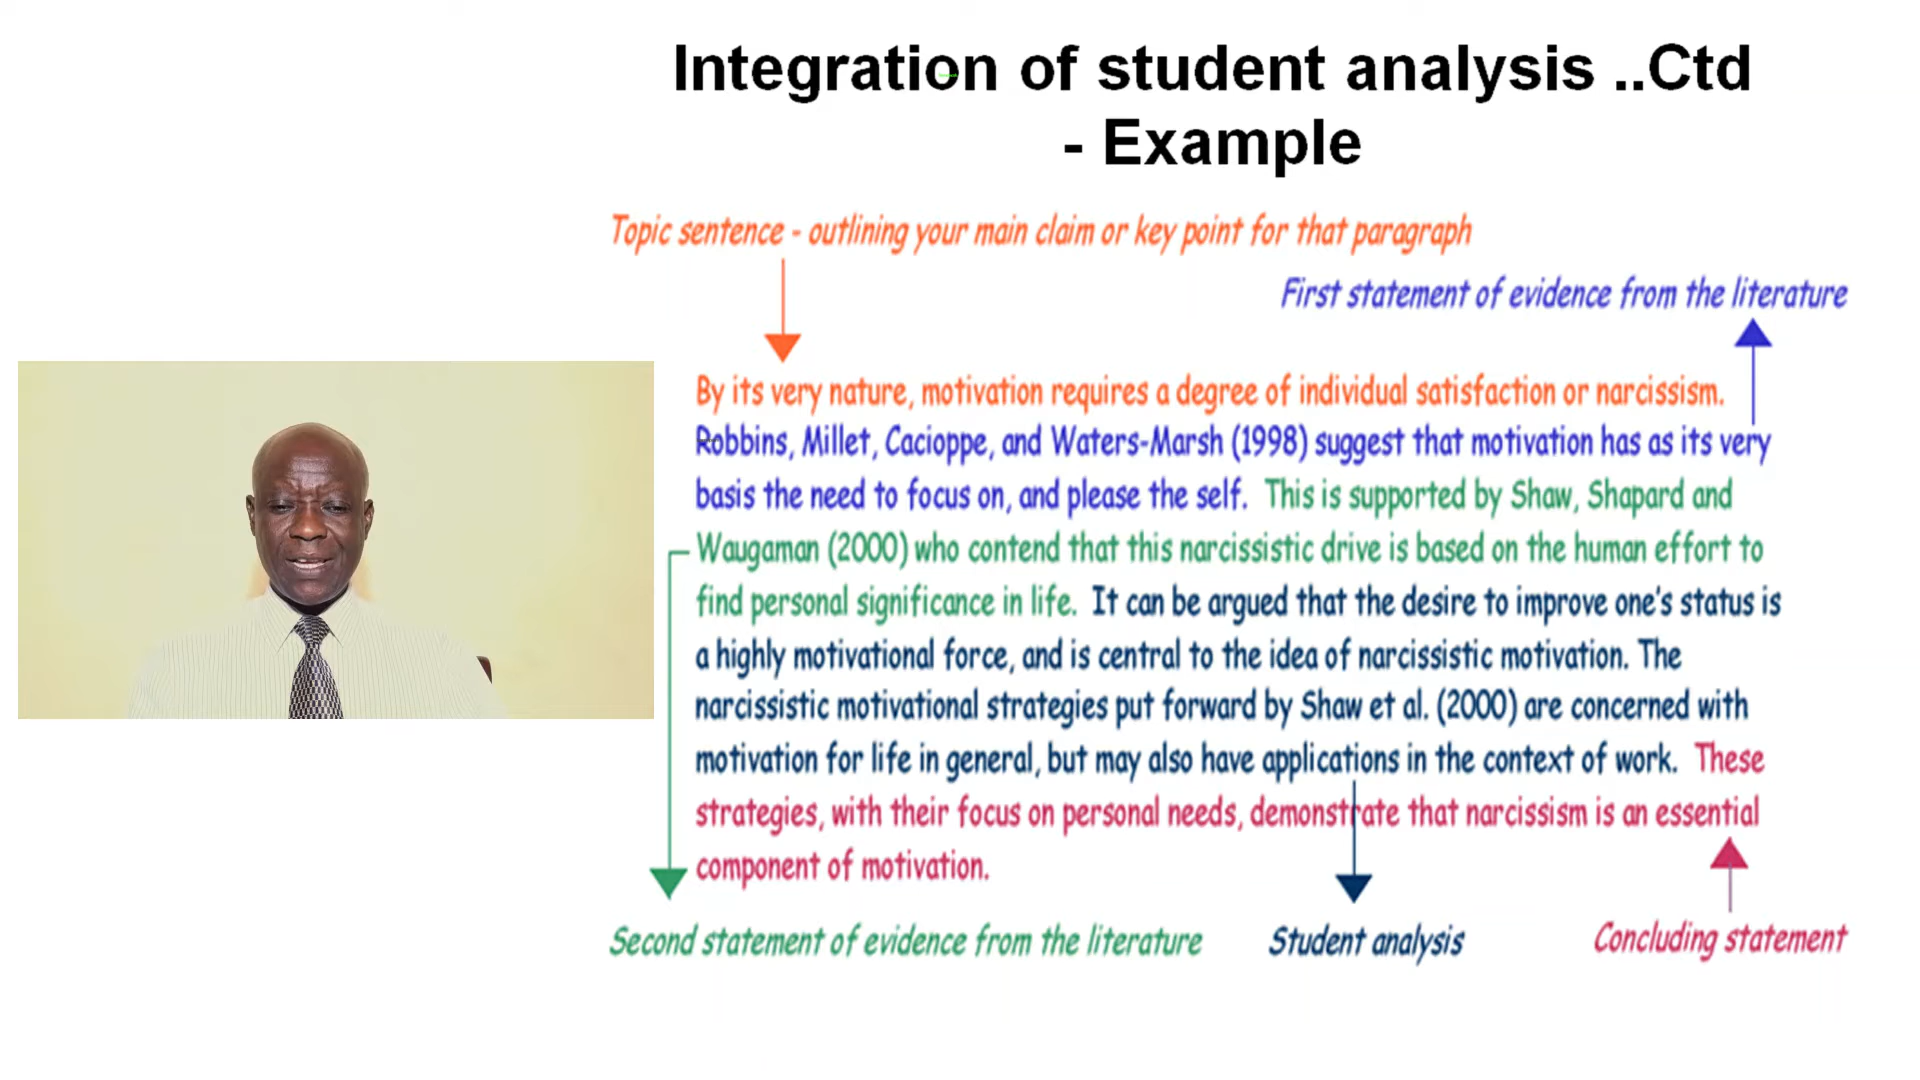 Integration of student analysis ..Ctd
- Example
Topic sentence - outlining your main claim or key point for that paragraph
First statement of evidence from the literature
By its very nature, motivation requires a degree of individual satisfaction or narcissism.
Robbins, Millet, Cacioppe, and Waters-Marsh (1998) suggest that motivation has as its very
basis the need to focus on, and please the self. This is supported by Shaw, Shapard and
Waugaman (2000) who contend that this narcissistic drive is based on the human effort to
find personal significance in life. It can be argued that the desire to improve one's status is
a highly motivational force, and is central to the idea of narcissistic motivation. The
narcissistic motivational strategies put forward by Shaw et al. (2000) are concerned with
motivation for life in general, but may also have applications in the context of work. These
strategies, with their focus on personal needs, demonstrate that narcissism is an essential
component of motivation.
Second statement of evidence from the literature
Student analysis
Concluding statement